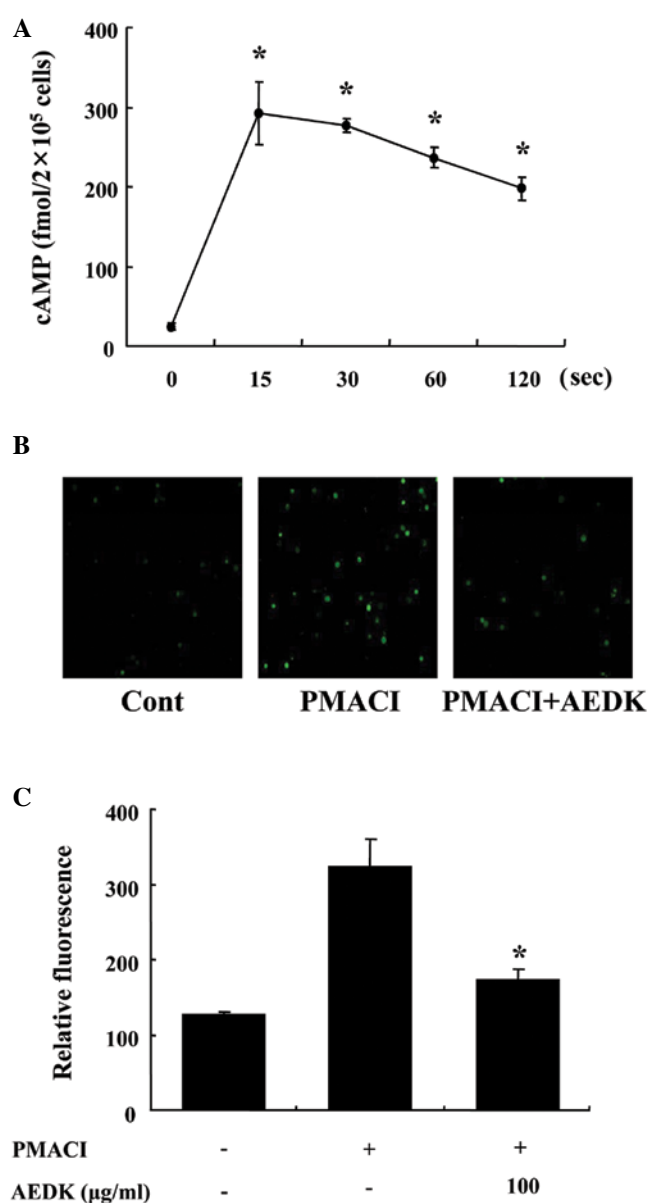 A
400
300
200
100
0
cAMP (fmol/2×10⁵ cells)
* * * *
0 15 30 60 120 (sec)
B
Cont PMACI PMACI+AEDK
C
400
300
200
100
0
Relative fluorescence
*
PMACI - + +
AEDK (µg/ml) - - 100